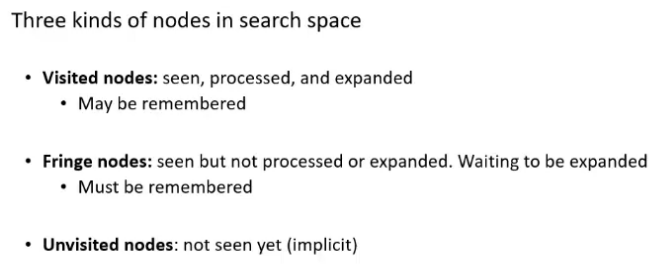 Three kinds of nodes in search space
• Visited nodes: seen, processed, and expanded
• May be remembered
• Fringe nodes: seen but not processed or expanded. Waiting to be expanded
• Must be remembered
• Unvisited nodes: not seen yet (implicit)